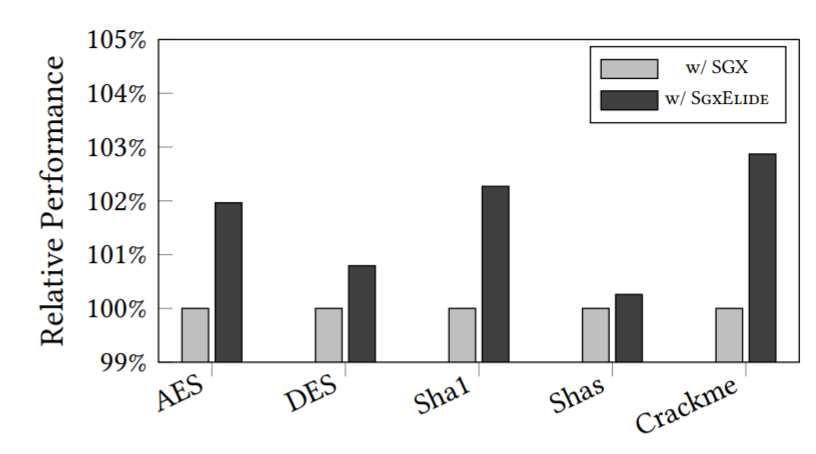 Relative Performance
105%
104%
103%
102%
101%
100%
99%
w/ SGX
w/ SGXELIDE
AES
DES
Sha1
Shas
Crackme